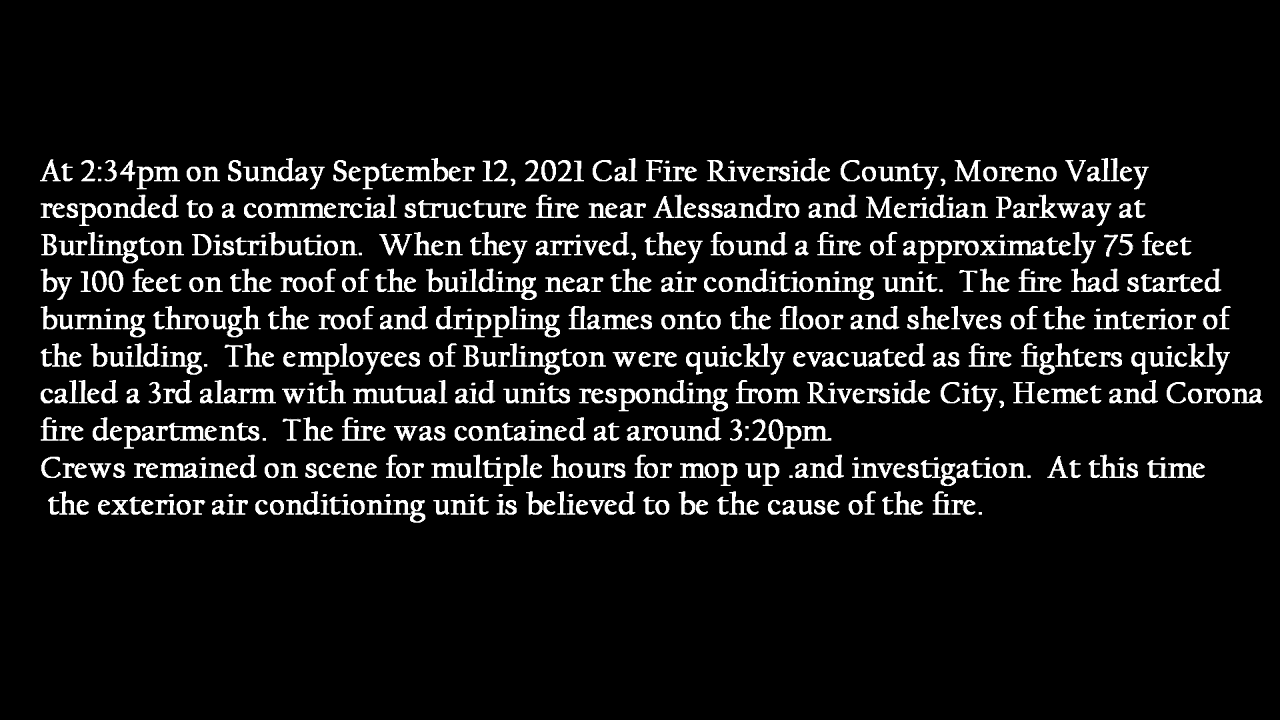 At 2:34pm on Sunday September 12, 2021 Cal Fire Riverside County, Moreno Valley
responded to a commercial structure fire near Alessandro and Meridian Parkway at
Burlington Distribution.  When they arrived, they found a fire of approximately 75 feet
by 100 feet on the roof of the building near the air conditioning unit.  The fire had started
burning through the roof and drippling flames onto the floor and shelves of the interior of
the building.  The employees of Burlington were quickly evacuated as fire fighters quickly
called a 3rd alarm with mutual aid units responding from Riverside City, Hemet and Corona
fire departments.  The fire was contained at around 3:20pm.
Crews remained on scene for multiple hours for mop up .and investigation.  At this time
the exterior air conditioning unit is believed to be the cause of the fire.